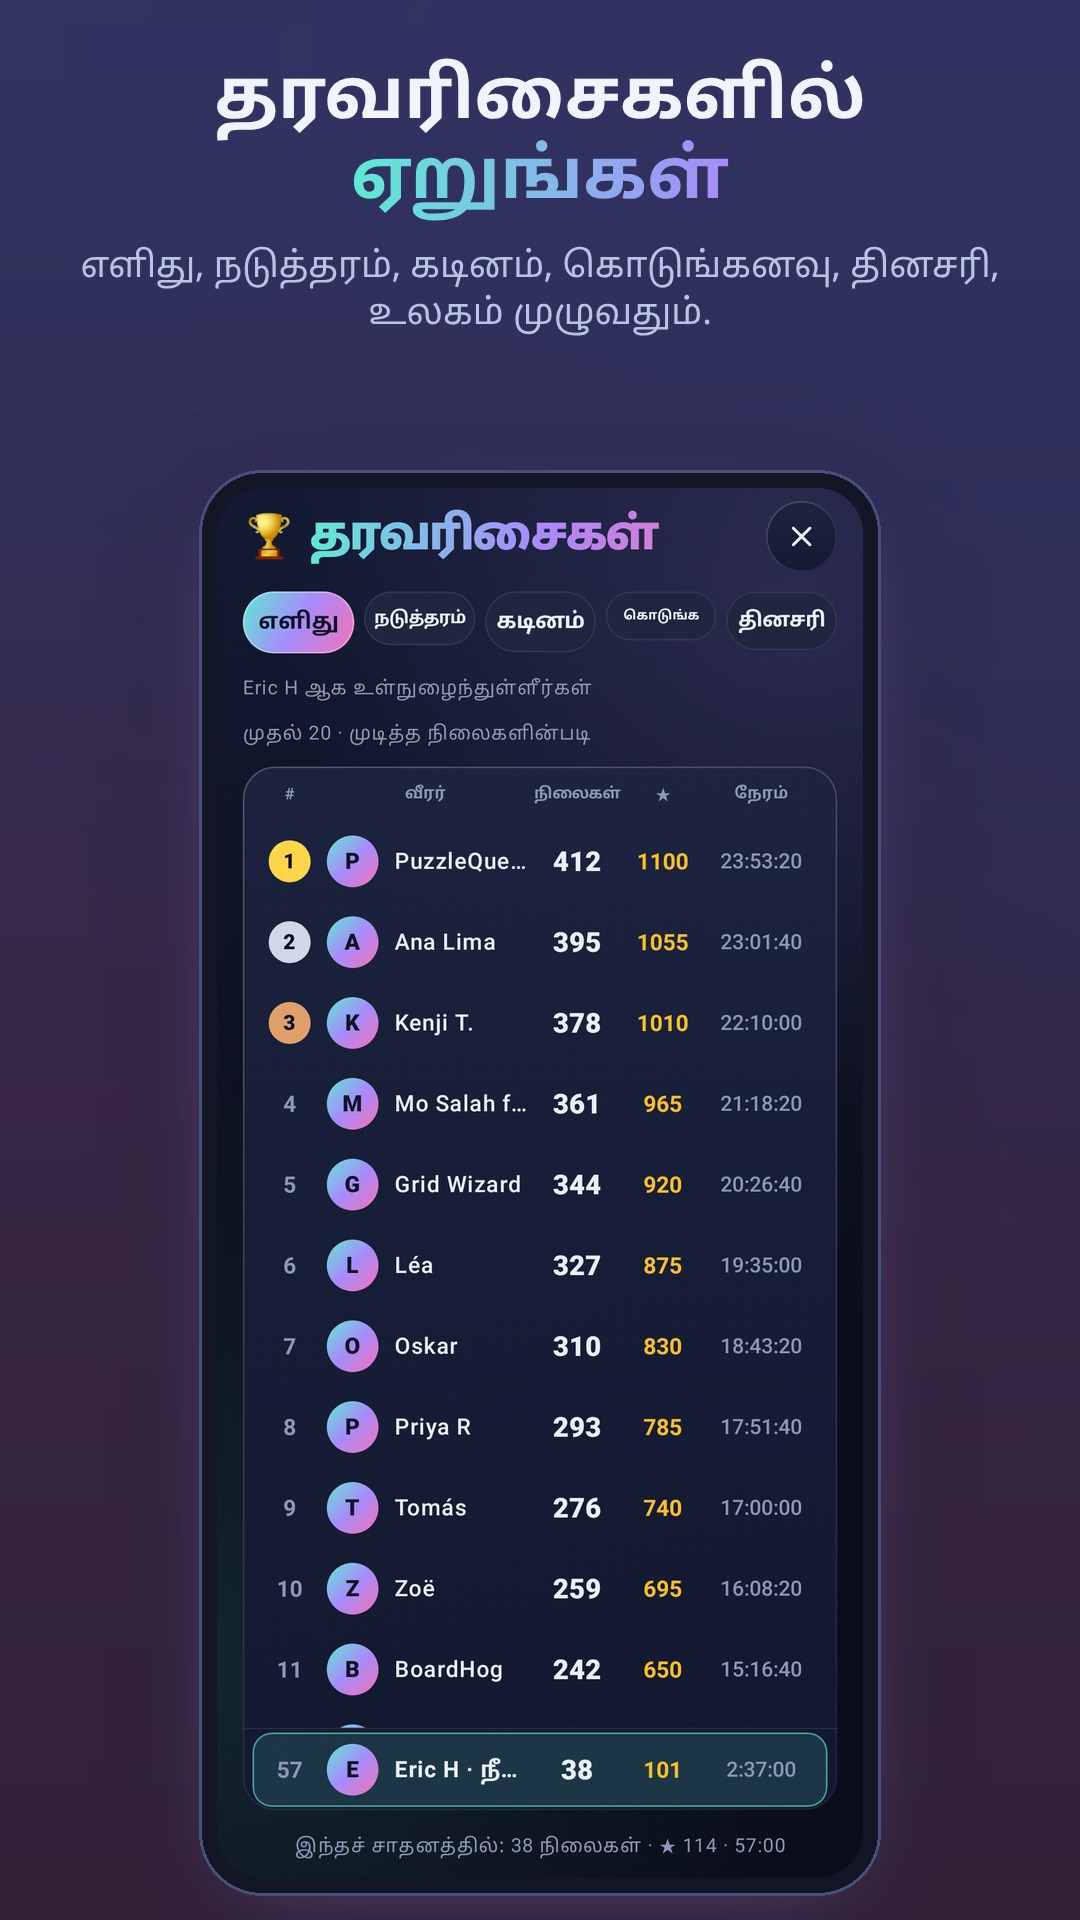 தரவரிசைகளில்
ஏறுங்கள்
எளிது, நடுத்தரம், கடினம், கொடுங்கனவு, தினசரி,
உலகம் முழுவதும்.
🏆 தரவரிசைகள் ✕
எளிது நடுத்தரம் கடினம் கொடுங்க தினசரி
Eric H ஆக உள்நுழைந்துள்ளீர்கள்
முதல் 20 · முடித்த நிலைகளின்படி
# வீரர் நிலைகள் ★ நேரம்
1 P PuzzleQue… 412 1100 23:53:20
2 A Ana Lima 395 1055 23:01:40
3 K Kenji T. 378 1010 22:10:00
4 M Mo Salah f… 361 965 21:18:20
5 G Grid Wizard 344 920 20:26:40
6 L Léa 327 875 19:35:00
7 O Oskar 310 830 18:43:20
8 P Priya R 293 785 17:51:40
9 T Tomás 276 740 17:00:00
10 Z Zoë 259 695 16:08:20
11 B BoardHog 242 650 15:16:40
57 E Eric H · நீ… 38 101 2:37:00
இந்தச் சாதனத்தில்: 38 நிலைகள் · ★ 114 · 57:00